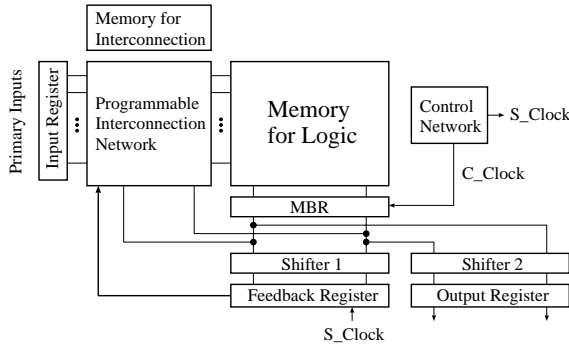 Memory for
Interconnection
Primary Inputs
Input Register
Programmable
Interconnection
Network
Memory
for Logic
Control
Network
S_Clock
C_Clock
MBR
Shifter 1
Shifter 2
Feedback Register
Output Register
S_Clock